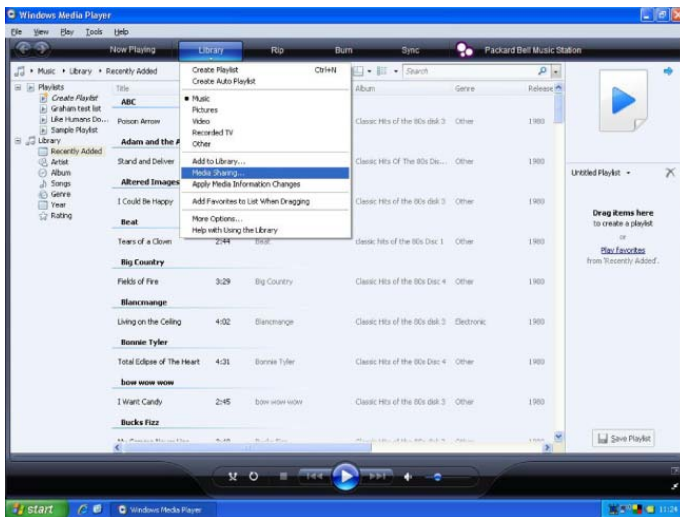 Windows Media Player
File View Play Tools Help
Now Playing Library Rip Burn Sync Packard Bell Music Station
Music Library Recently Added
Search
Create Playlist Ctrl+N
Create Auto Playlist
Music
Pictures
Video
Recorded TV
Other
Add to Library...
Media Sharing...
Apply Media Information Changes
Add Favorites to List When Dragging
More Options...
Help with Using the Library
Playlists
Create Playlist
Graham test list
Like Humans Do...
Sample Playlist
Library
Recently Added
Artist
Album
Songs
Genre
Year
Rating
Title Album Genre Release
ABC
Poison Arrow Classic Hits of the 80s disk 3 Other 1980
Adam and the A
Stand and Deliver Classic Hits Of The 80s Dis... Other 1980
Altered Images
I Could Be Happy Classic Hits of the 80s disk 3 Other 1980
Beat
Tears of a Clown 2:44 Beat classic hits of the 80s Disc 1 Other 1980
Big Country
Fields of Fire 3:29 Big Country Classic Hits of the 80s Disc 4 Other 1980
Blancmange
Living on the Ceiling 4:02 Blancmange Classic Hits of the 80s disk 3 Electronic 1980
Bonnie Tyler
Total Eclipse of The Heart 4:31 Bonnie Tyler Classic Hits of the 80s Disc 4 Other 1980
bow wow wow
I Want Candy 2:45 bow wow wow Classic Hits of the 80s disk 3 Other 1980
Bucks Fizz
Untitled Playlist
Drag items here
to create a playlist
or
Play favorites
from 'Recently Added'.
Save Playlist
start Windows Media Player 11:24